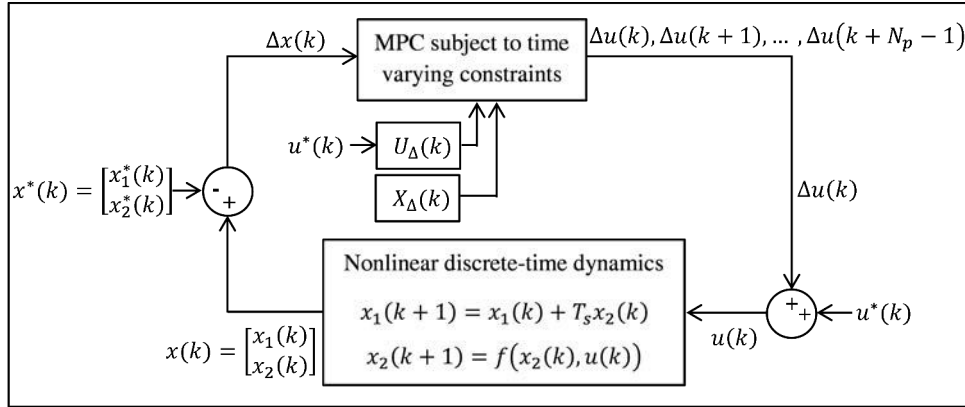 Δx(k)
MPC subject to time
varying constraints
Δu(k), Δu(k + 1), … , Δu(k + N_p − 1)
u*(k)
U_Δ(k)
X_Δ(k)
x*(k) = [x_1*(k)
x_2*(k)]
-
+
Δu(k)
Nonlinear discrete-time dynamics
x_1(k + 1) = x_1(k) + T_s x_2(k)
x_2(k + 1) = f(x_2(k), u(k))
x(k) = [x_1(k)
x_2(k)]
+
+
u*(k)
u(k)